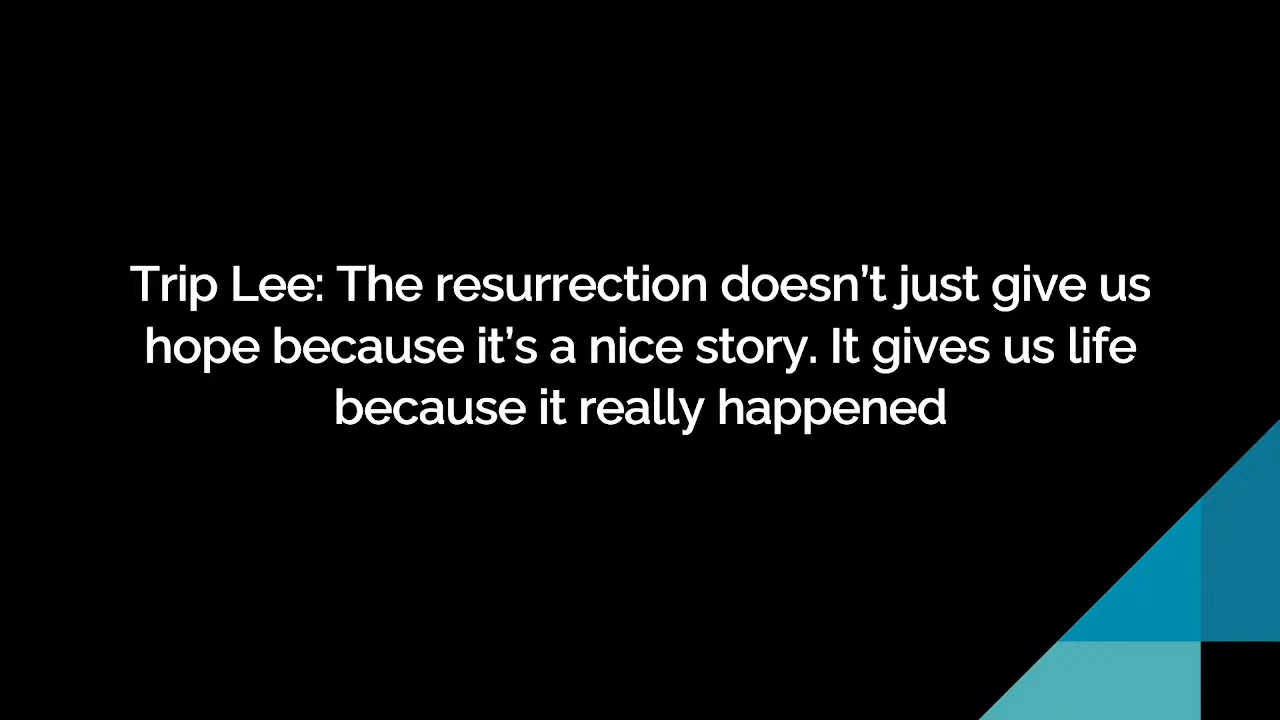 Trip Lee: The resurrection doesn’t just give us
hope because it’s a nice story. It gives us life
because it really happened